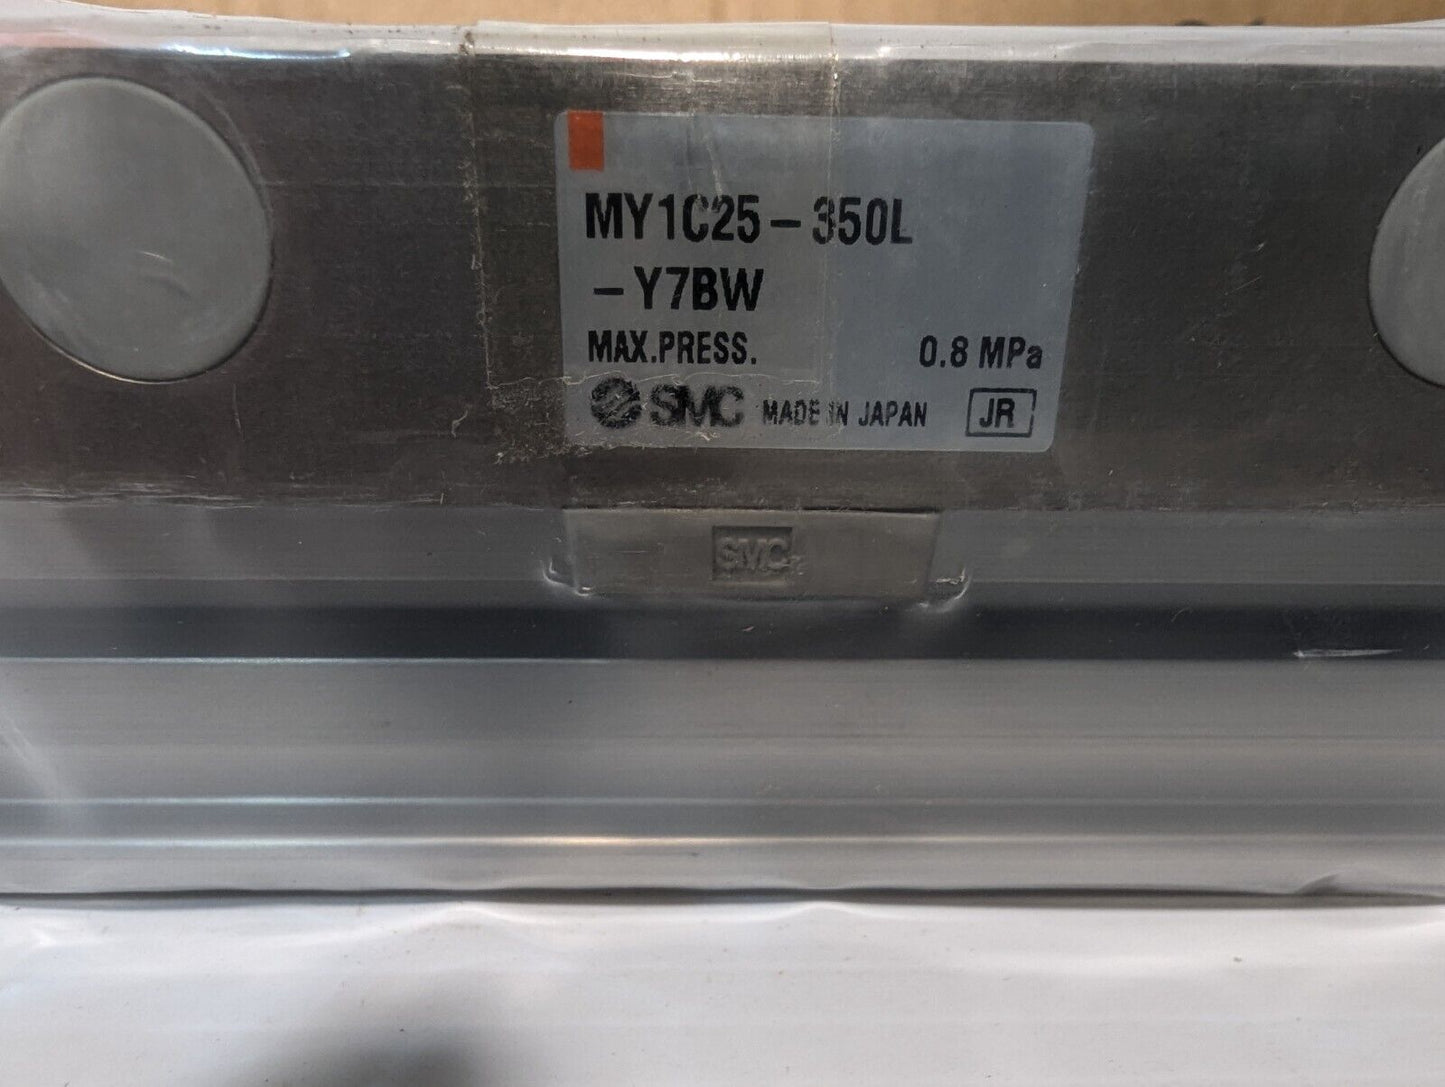 MY1C25-350L
-Y7BW
MAX.PRESS. 0.8 MPa
SMC MADE IN JAPAN JR
SMC